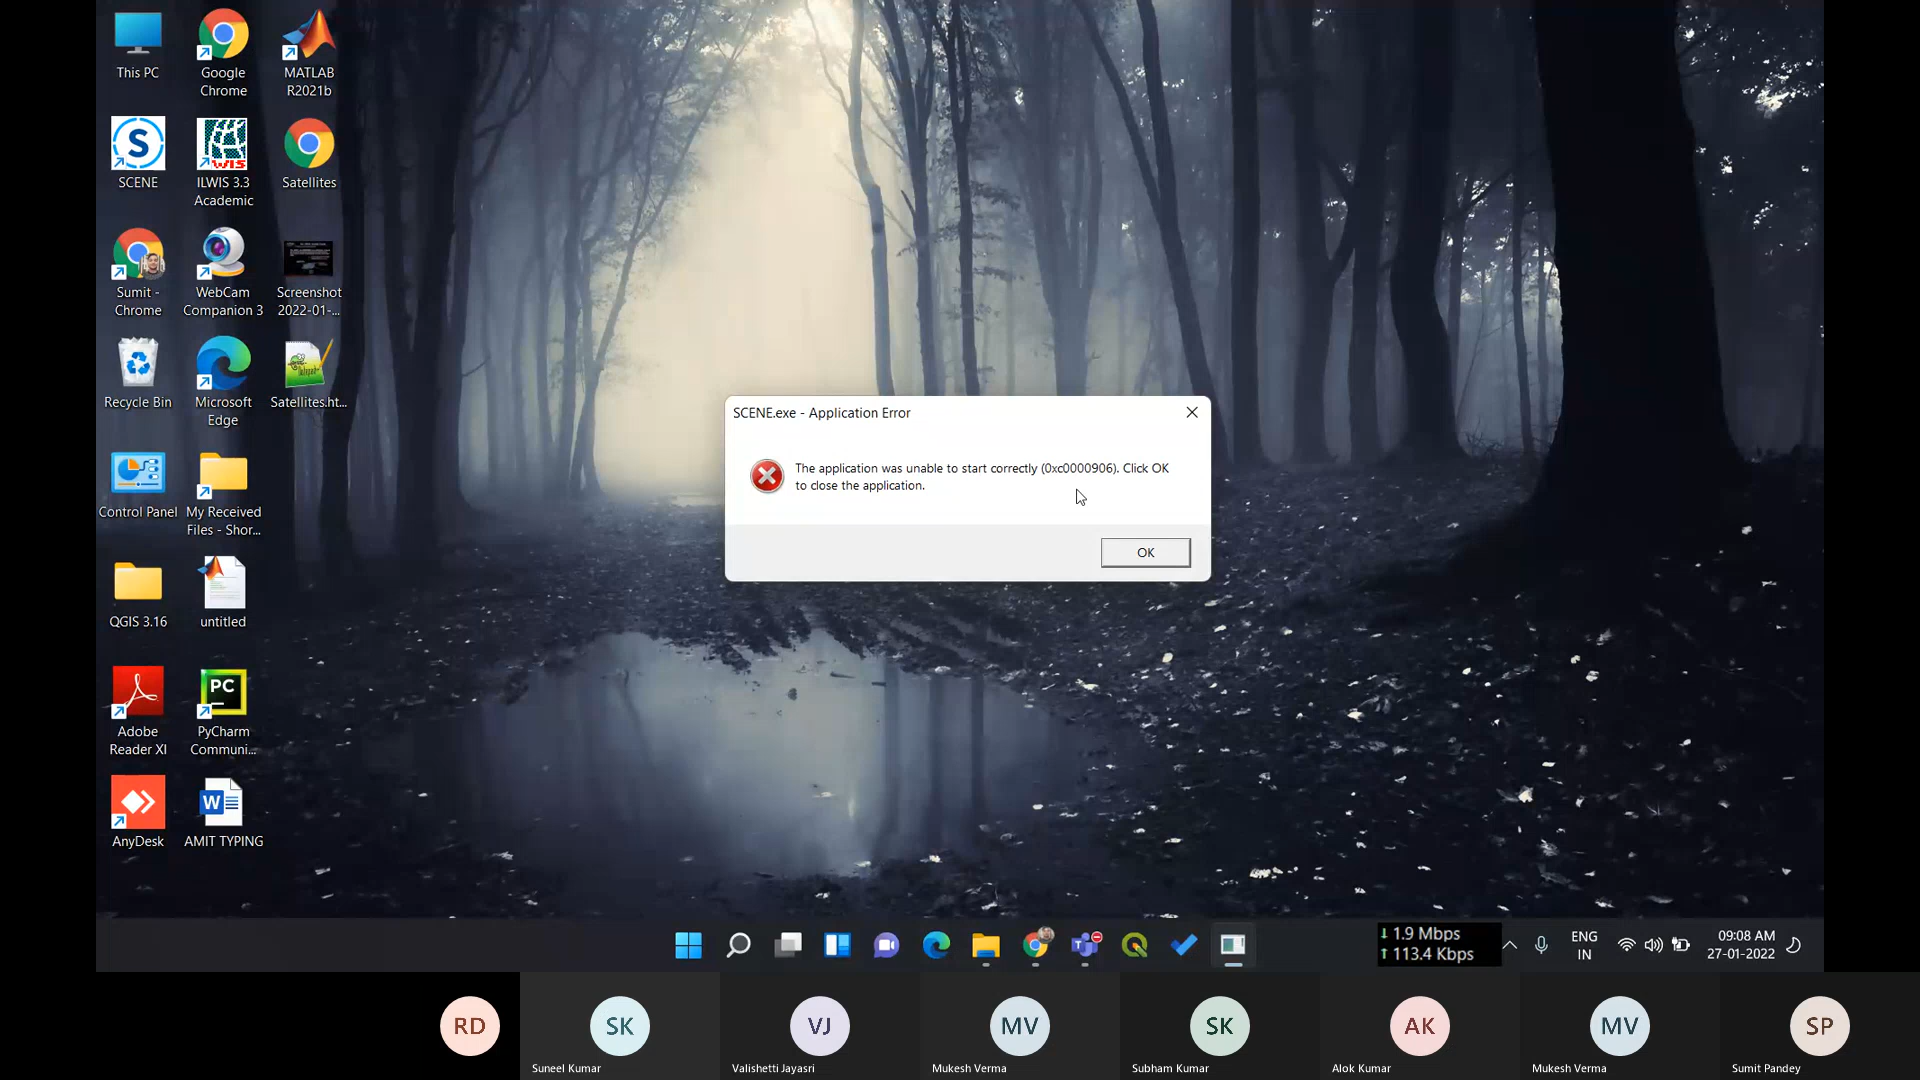 This PC
Google
Chrome
MATLAB
R2021b
S
SCENE
WIS
ILWIS 3.3
Academic
Satellites
Sumit -
Chrome
WebCam
Companion 3
Screenshot
2022-01-...
Recycle Bin
Microsoft
Edge
Satellites.ht...
Control Panel
My Received
Files - Shor...
QGIS 3.16
untitled
Adobe
Reader XI
PC
PyCharm
Communi...
AnyDesk
W
AMIT TYPING
SCENE.exe - Application Error
The application was unable to start correctly (0xc0000906). Click OK
to close the application.
OK
↓ 1.9 Mbps
↑ 113.4 Kbps
ENG
IN
09:08 AM
27-01-2022
RD
SK
Suneel Kumar
VJ
Valishetti Jayasri
MV
Mukesh Verma
SK
Subham Kumar
AK
Alok Kumar
MV
Mukesh Verma
SP
Sumit Pandey